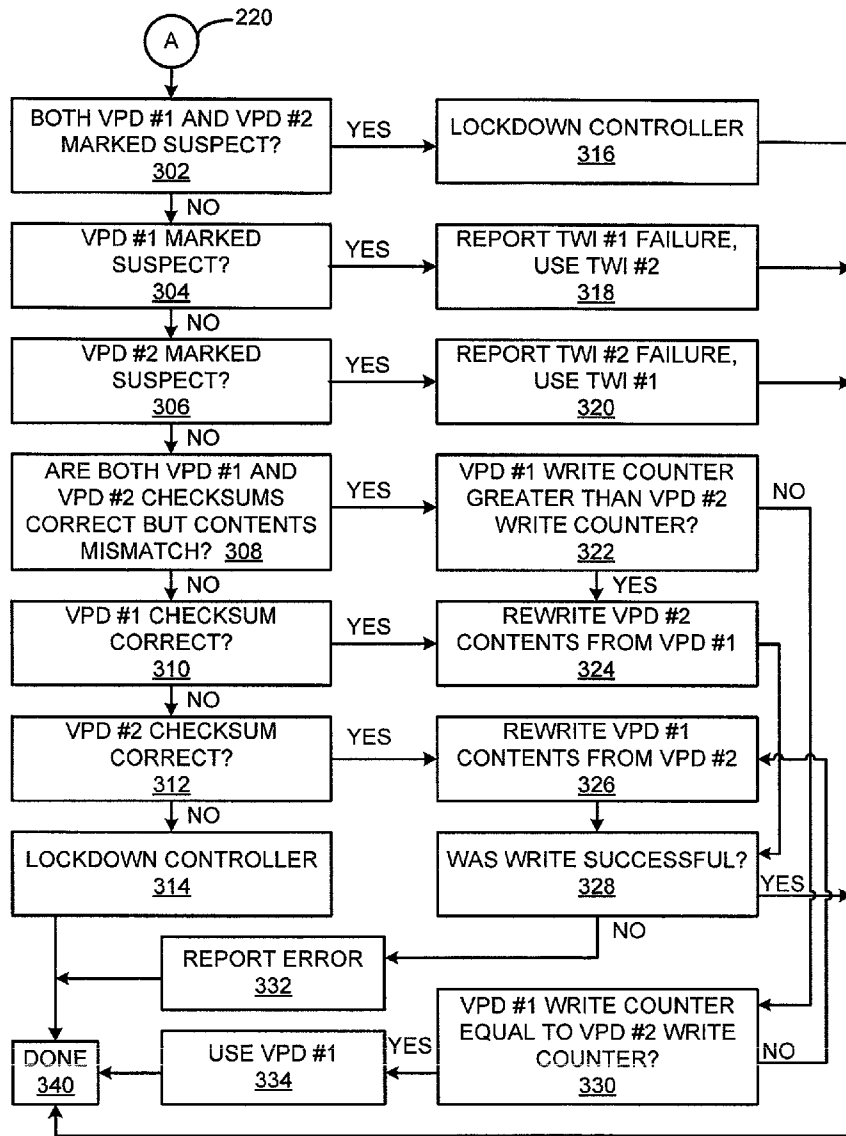 220
A
BOTH VPD #1 AND VPD #2
MARKED SUSPECT?
302
YES
LOCKDOWN CONTROLLER
316
NO
VPD #1 MARKED
SUSPECT?
304
YES
REPORT TWI #1 FAILURE,
USE TWI #2
318
NO
VPD #2 MARKED
SUSPECT?
306
YES
REPORT TWI #2 FAILURE,
USE TWI #1
320
NO
ARE BOTH VPD #1 AND
VPD #2 CHECKSUMS
CORRECT BUT CONTENTS
MISMATCH? 308
YES
VPD #1 WRITE COUNTER
GREATER THAN VPD #2
WRITE COUNTER?
322
NO
NO
YES
VPD #1 CHECKSUM
CORRECT?
310
YES
REWRITE VPD #2
CONTENTS FROM VPD #1
324
NO
VPD #2 CHECKSUM
CORRECT?
312
YES
REWRITE VPD #1
CONTENTS FROM VPD #2
326
NO
LOCKDOWN CONTROLLER
314
WAS WRITE SUCCESSFUL?
328
YES
NO
REPORT ERROR
332
VPD #1 WRITE COUNTER
EQUAL TO VPD #2 WRITE
COUNTER?
330
NO
YES
USE VPD #1
334
DONE
340